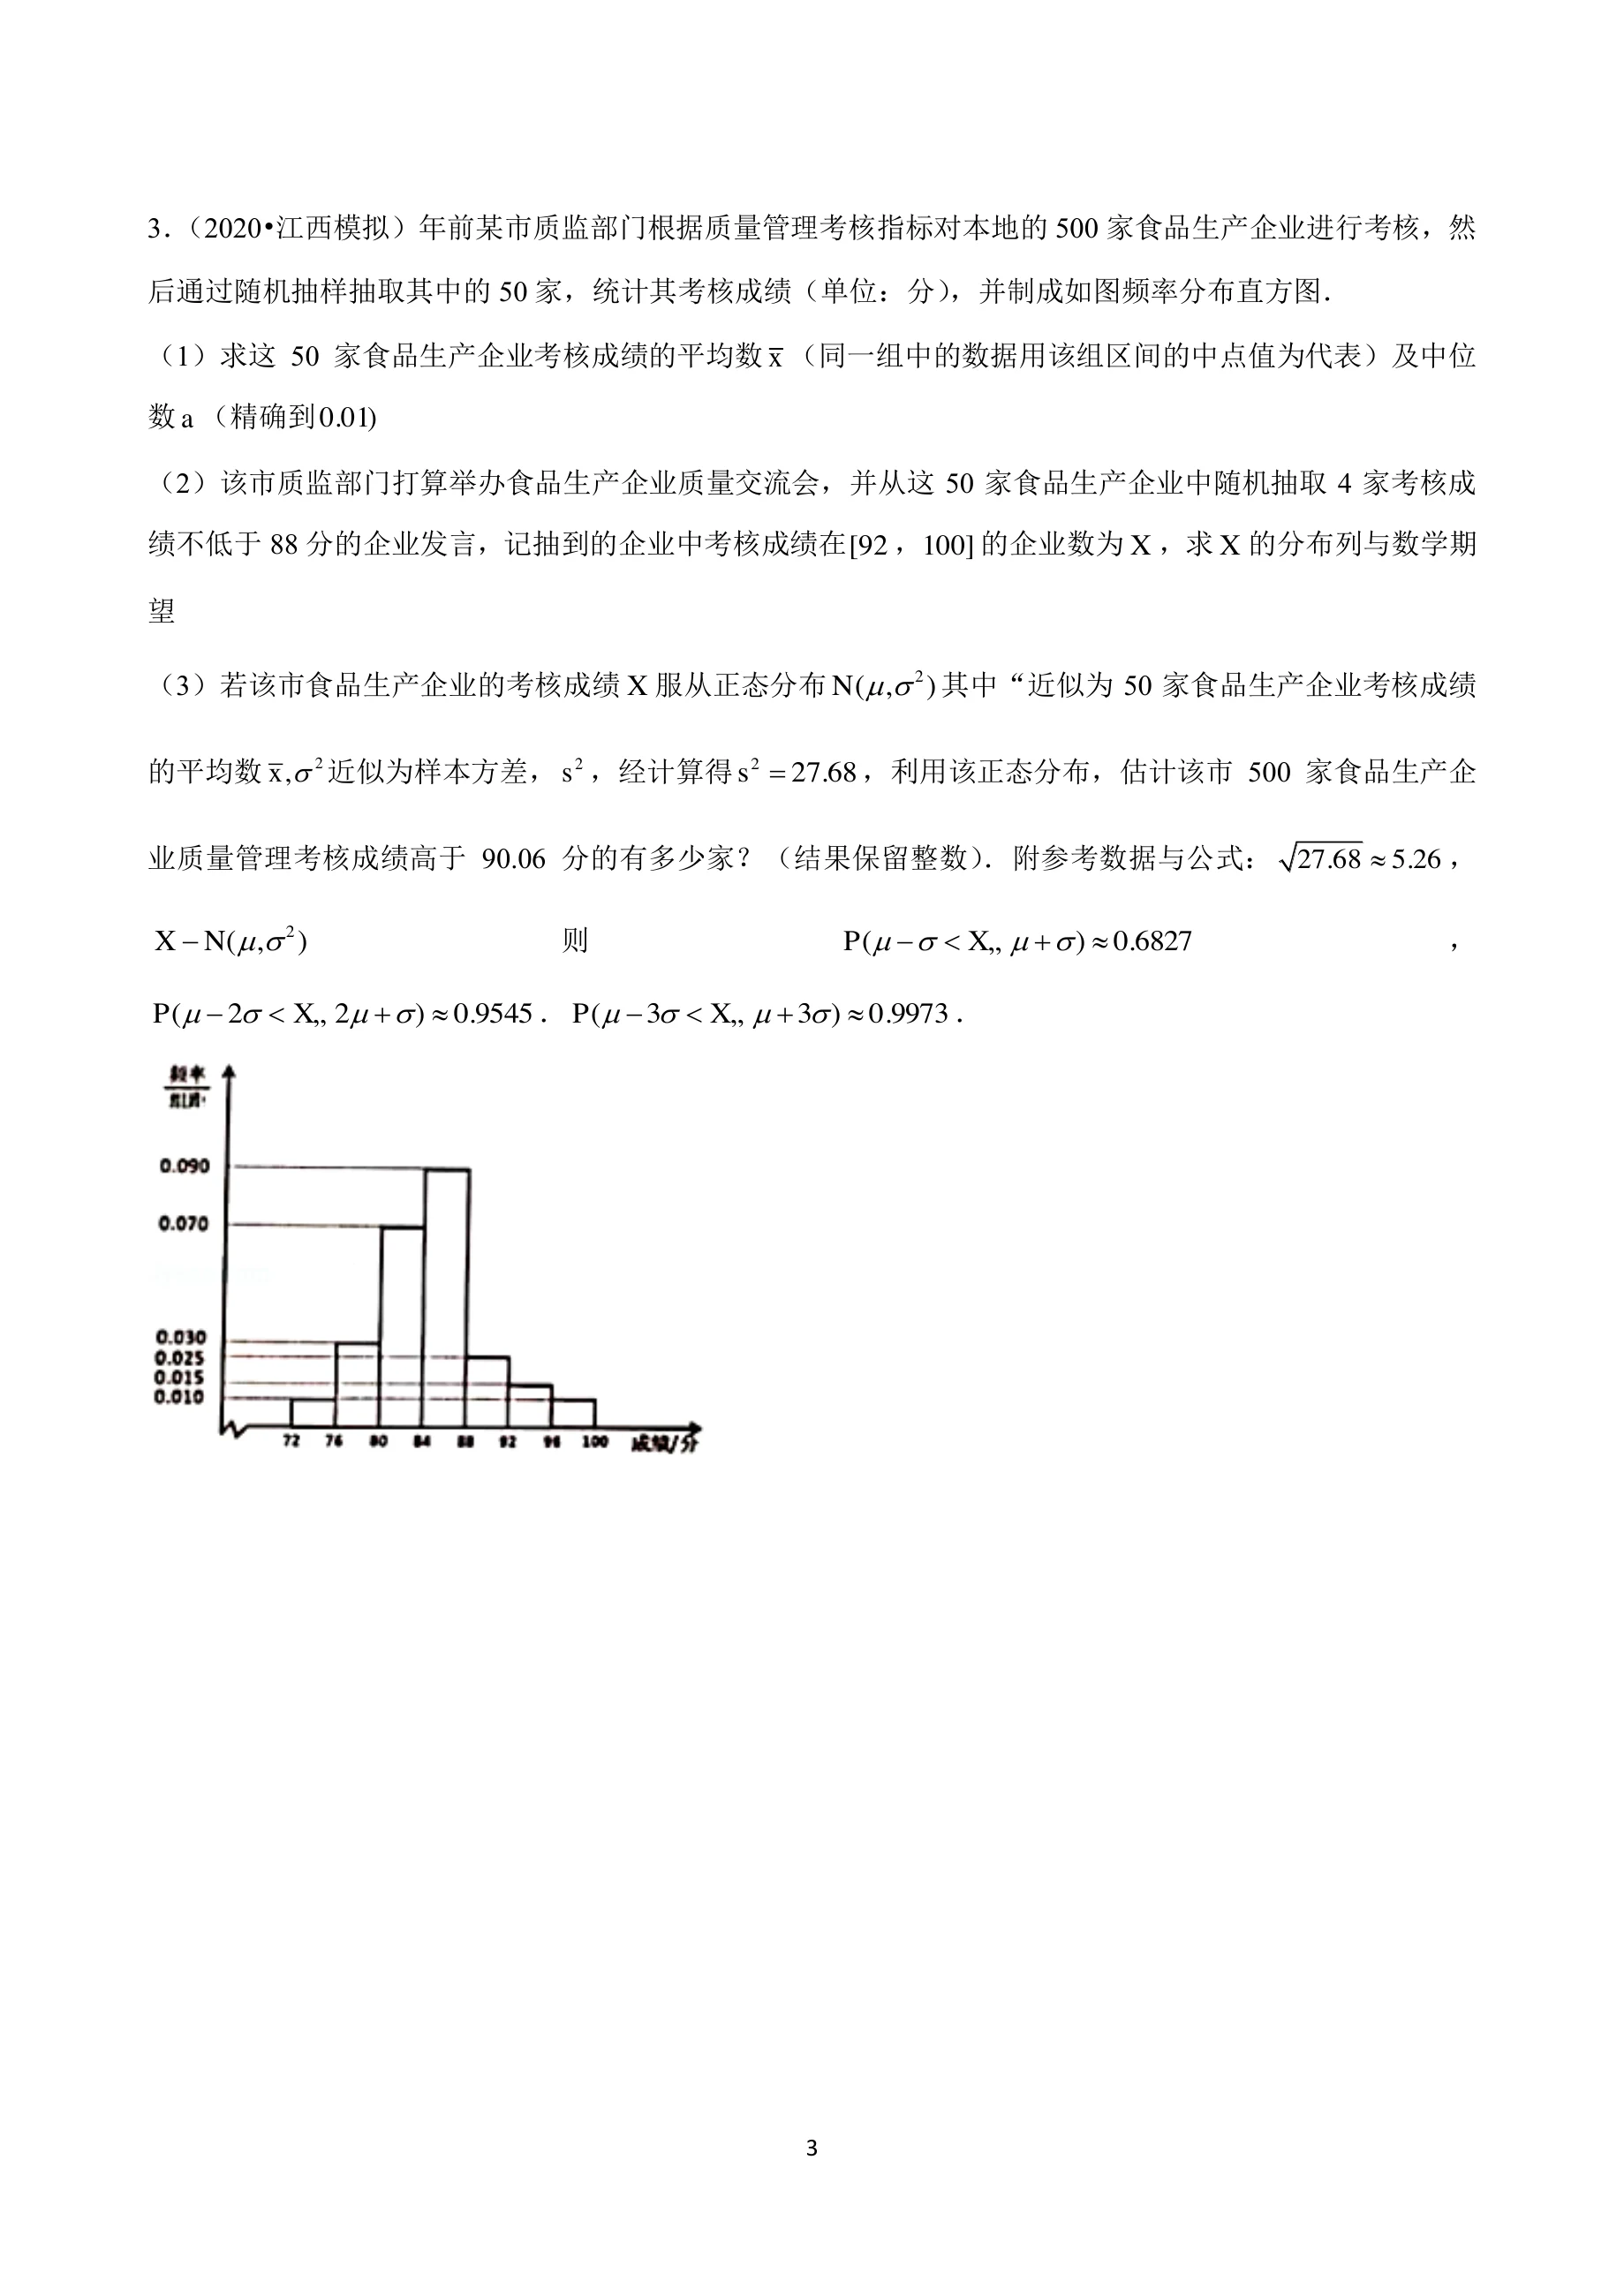 3.（2020•江西模拟）年前某市质监部门根据质量管理考核指标对本地的 500 家食品生产企业进行考核，然
后通过随机抽样抽取其中的 50 家，统计其考核成绩（单位：分），并制成如图频率分布直方图．
（1）求这 50 家食品生产企业考核成绩的平均数 x̄ （同一组中的数据用该组区间的中点值为代表）及中位
数 a （精确到0.01)
（2）该市质监部门打算举办食品生产企业质量交流会，并从这 50 家食品生产企业中随机抽取 4 家考核成
绩不低于 88 分的企业发言，记抽到的企业中考核成绩在[92 ，100] 的企业数为 X ，求 X 的分布列与数学期
望
（3）若该市食品生产企业的考核成绩 X 服从正态分布 N(μ,σ²) 其中“近似为 50 家食品生产企业考核成绩
的平均数 x̄,σ² 近似为样本方差， s² ，经计算得 s² = 27.68，利用该正态分布，估计该市 500 家食品生产企
业质量管理考核成绩高于 90.06 分的有多少家？（结果保留整数）．附参考数据与公式：√27.68 ≈ 5.26 ，
X − N(μ,σ²) 则 P(μ − σ < X,, μ + σ) ≈ 0.6827 ，
P(μ − 2σ < X,, 2μ + σ) ≈ 0.9545 ． P(μ − 3σ < X,, μ + 3σ) ≈ 0.9973 ．
频率
组距
0.090
0.070
0.030
0.025
0.015
0.010
72 76 80 84 88 92 96 100 成绩/分
3